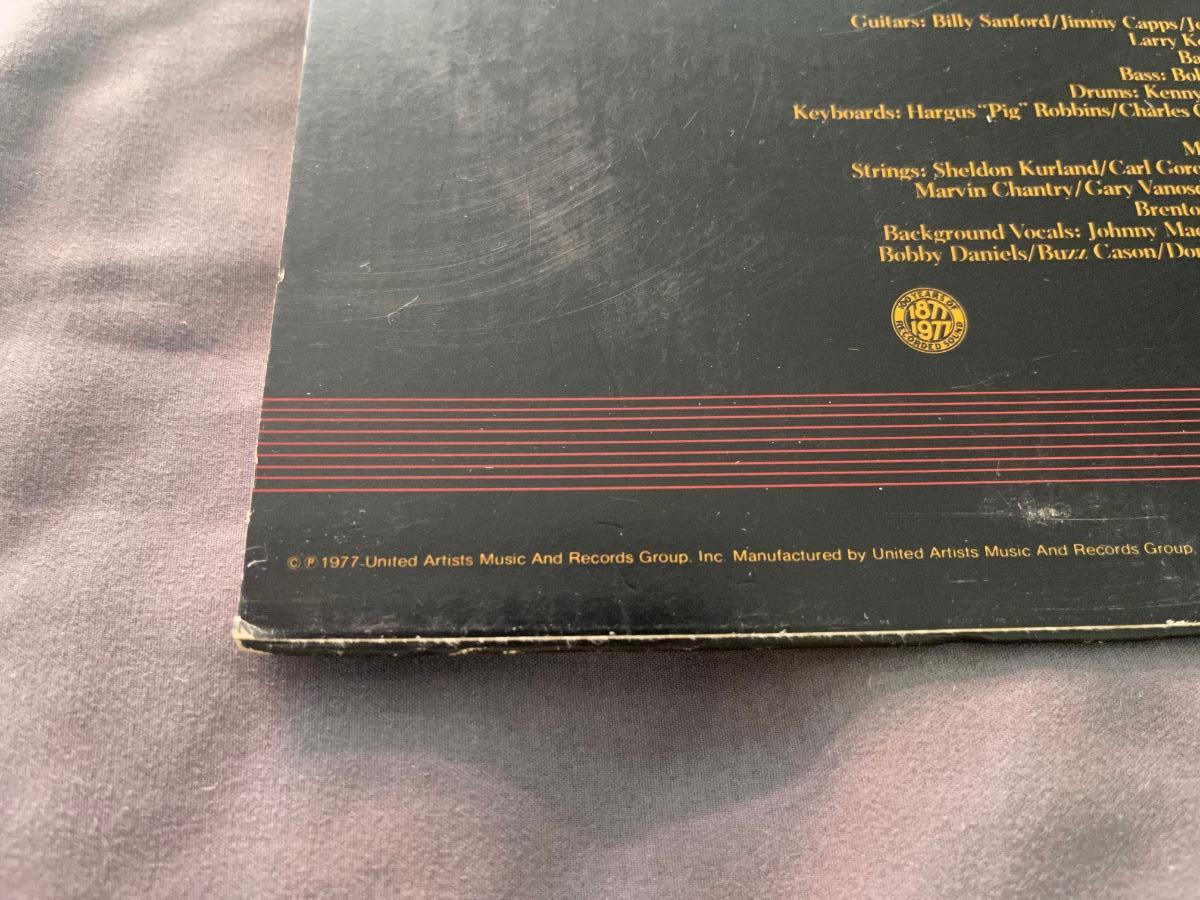 Guitars: Billy Sanford/Jimmy Capps/
Larry
Bass:
Drums: Kenny
Keyboards: Hargus "Pig" Robbins/Charles
Strings: Sheldon Kurland/Carl
Marvin Chantry/Gary
Background Vocals: Johnny
Bobby Daniels/Buzz Cason/
100 YEARS OF
1877
1977
RECORDED SOUND
© ℗ 1977 United Artists Music And Records Group, Inc. Manufactured by United Artists Music And Records Group,